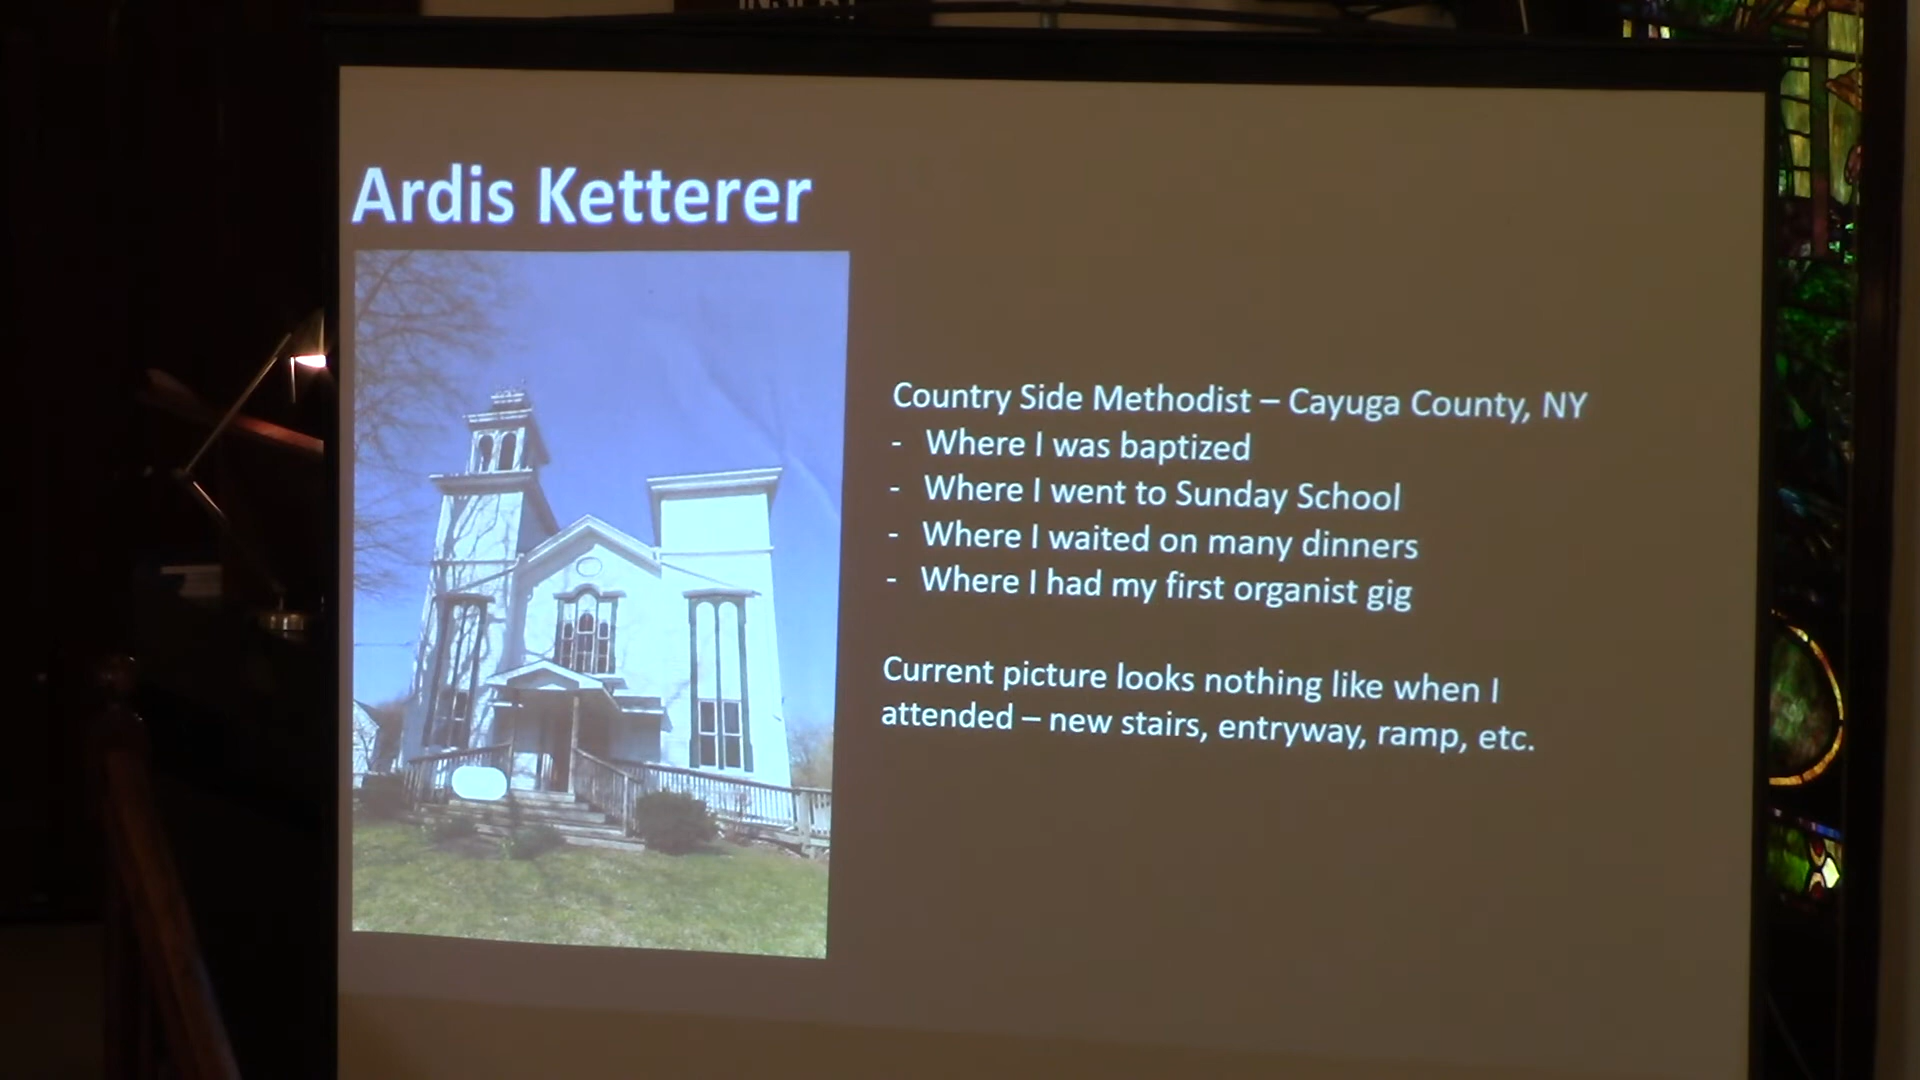 Ardis Ketterer
Country Side Methodist – Cayuga County, NY
- Where I was baptized
- Where I went to Sunday School
- Where I waited on many dinners
- Where I had my first organist gig
Current picture looks nothing like when I
attended – new stairs, entryway, ramp, etc.